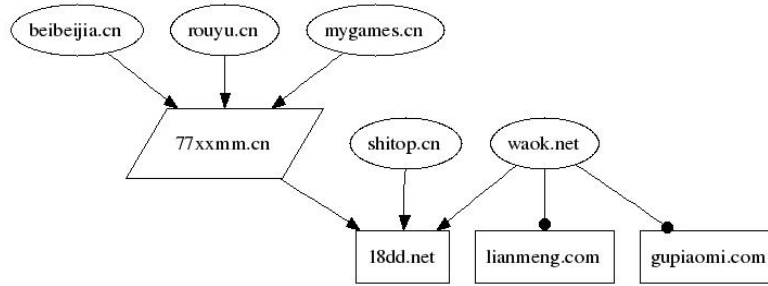 beibeijia.cn
rouyu.cn
mygames.cn
77xxmm.cn
shitop.cn
waok.net
18dd.net
lianmeng.com
gupiaomi.com